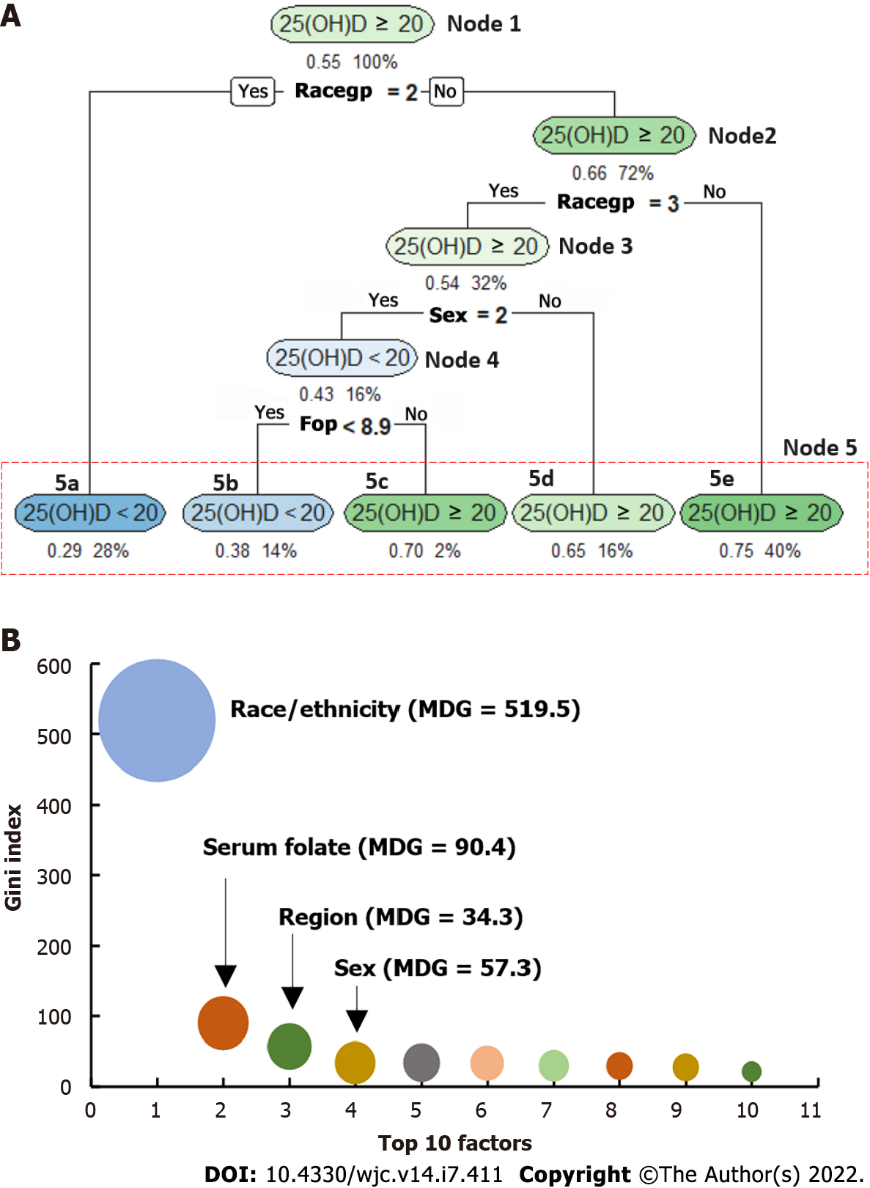 A
25(OH)D ≥ 20 Node 1
0.55 100%
Yes Racegp = 2 No
25(OH)D ≥ 20 Node2
0.66 72%
Yes Racegp = 3 No
25(OH)D ≥ 20 Node 3
0.54 32%
Yes Sex = 2 No
25(OH)D < 20 Node 4
0.43 16%
Yes Fop < 8.9 No
Node 5
5a 5b 5c 5d 5e
25(OH)D < 20 25(OH)D < 20 25(OH)D ≥ 20 25(OH)D ≥ 20 25(OH)D ≥ 20
0.29 28% 0.38 14% 0.70 2% 0.65 16% 0.75 40%
B
Gini index
600
500
400
300
200
100
0
Race/ethnicity (MDG = 519.5)
Serum folate (MDG = 90.4)
Region (MDG = 34.3)
Sex (MDG = 57.3)
0 1 2 3 4 5 6 7 8 9 10 11
Top 10 factors
DOI: 10.4330/wjc.v14.i7.411 Copyright ©The Author(s) 2022.